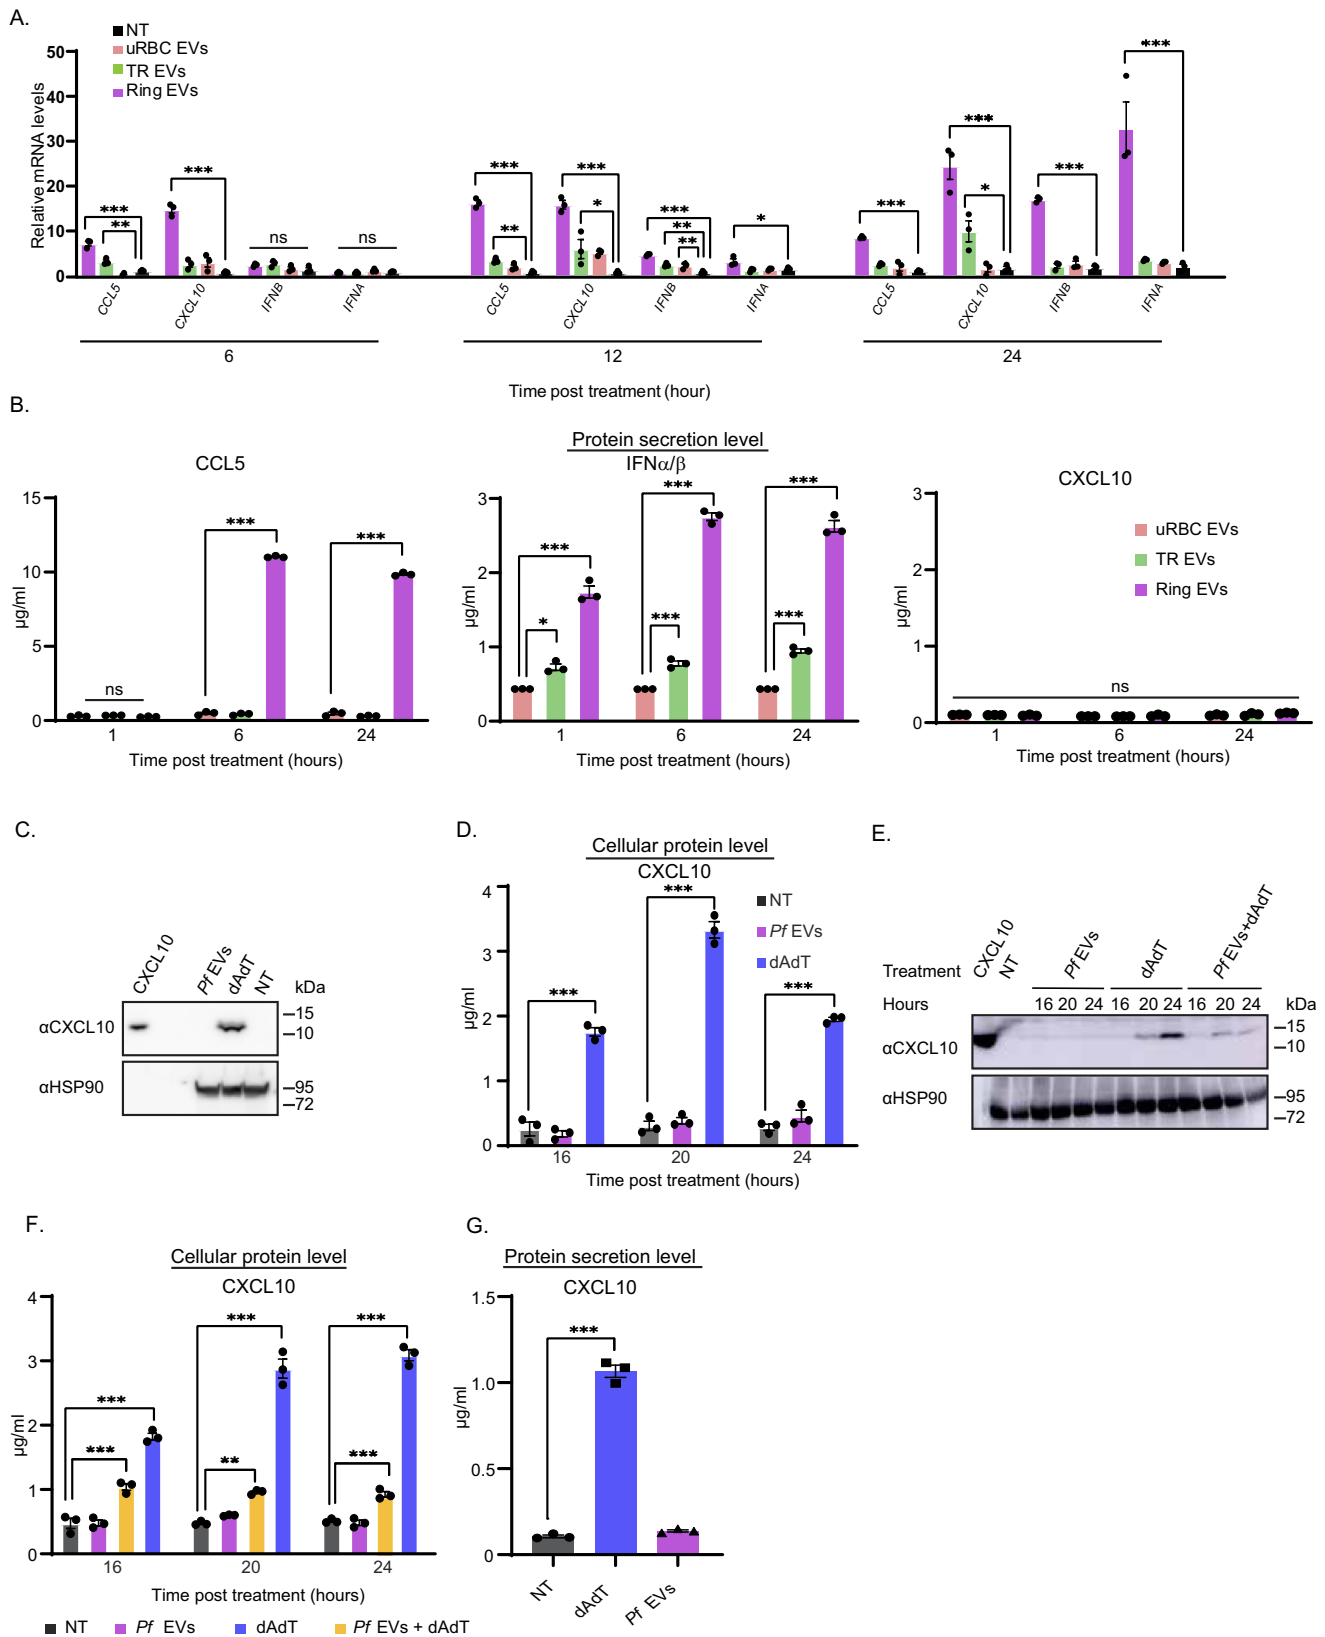 A.
NT
uRBC EVs
TR EVs
Ring EVs
Relative mRNA levels
50
40
30
20
10
0
*** ** *** ns ns
*** ** *** * *** ** ** *
*** *** * *** ***
CCL5 CXCL10 IFNB IFNA CCL5 CXCL10 IFNB IFNA CCL5 CXCL10 IFNB IFNA
6 12 24
Time post treatment (hour)
B.
Protein secretion level
CCL5
µg/ml
15
10
5
0
ns *** ***
1 6 24
Time post treatment (hours)
IFNα/β
µg/ml
3
2
1
0
*** * *** *** *** ***
1 6 24
Time post treatment (hours)
CXCL10
µg/ml
3
2
1
0
uRBC EVs
TR EVs
Ring EVs
ns
1 6 24
Time post treatment (hours)
C.
CXCL10 Pf EVs dAdT NT
kDa
αCXCL10
–15
–10
αHSP90
–95
–72
D.
Cellular protein level
CXCL10
µg/ml
4
3
2
1
0
NT
Pf EVs
dAdT
*** *** ***
16 20 24
Time post treatment (hours)
E.
Treatment CXCL10 NT Pf EVs dAdT Pf EVs+dAdT
Hours 16 20 24 16 20 24 16 20 24 kDa
αCXCL10
–15
–10
αHSP90
–95
–72
F.
Cellular protein level
CXCL10
µg/ml
4
3
2
1
0
*** *** *** ** *** ***
16 20 24
Time post treatment (hours)
NT Pf EVs dAdT Pf EVs + dAdT
G.
Protein secretion level
CXCL10
µg/ml
1.5
1.0
0.5
0
***
NT dAdT Pf EVs